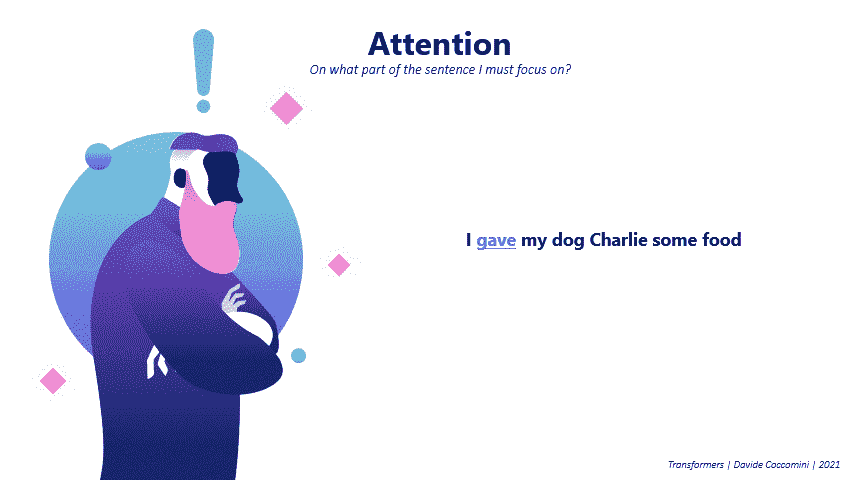 Attention
On what part of the sentence I must focus on?
I gave my dog Charlie some food
Transformers | Davide Coccomini | 2021